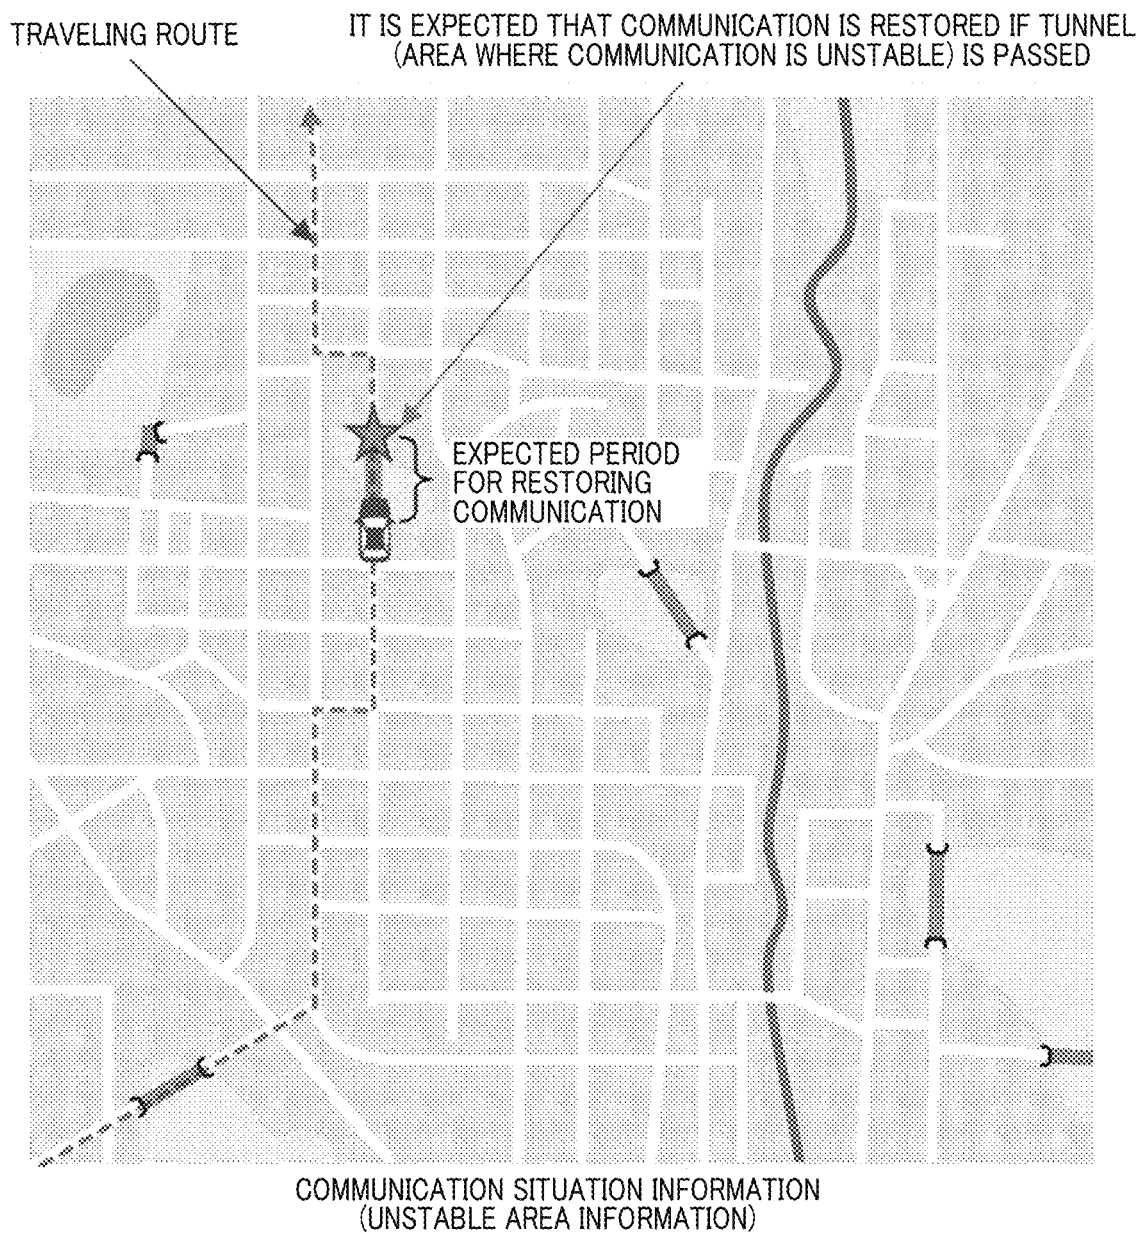 TRAVELING ROUTE
IT IS EXPECTED THAT COMMUNICATION IS RESTORED IF TUNNEL
(AREA WHERE COMMUNICATION IS UNSTABLE) IS PASSED
EXPECTED PERIOD
FOR RESTORING
COMMUNICATION
COMMUNICATION SITUATION INFORMATION
(UNSTABLE AREA INFORMATION)